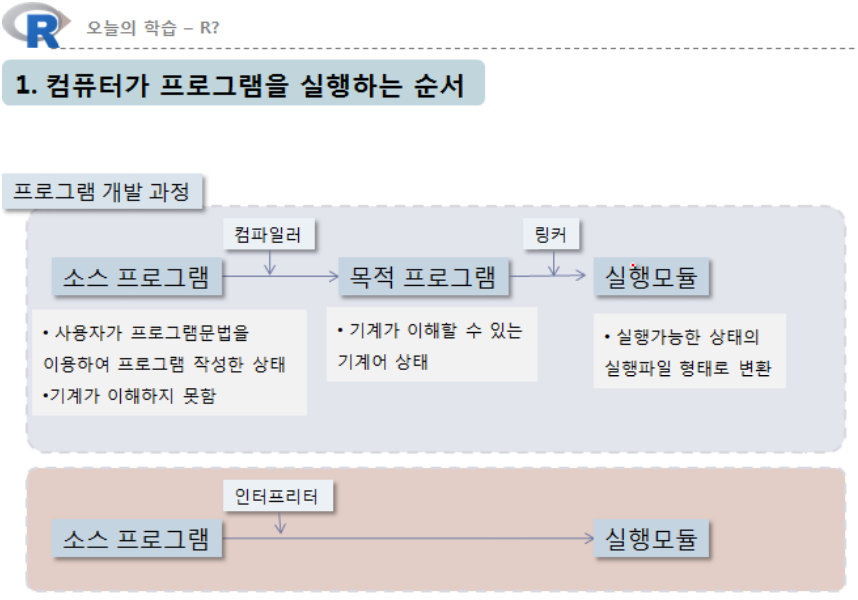 R
오늘의 학습 – R?
1. 컴퓨터가 프로그램을 실행하는 순서
프로그램 개발 과정
컴파일러
링커
소스 프로그램
목적 프로그램
실행모듈
• 사용자가 프로그램문법을
이용하여 프로그램 작성한 상태
•기계가 이해하지 못함
• 기계가 이해할 수 있는
기계어 상태
• 실행가능한 상태의
실행파일 형태로 변환
인터프리터
소스 프로그램
실행모듈